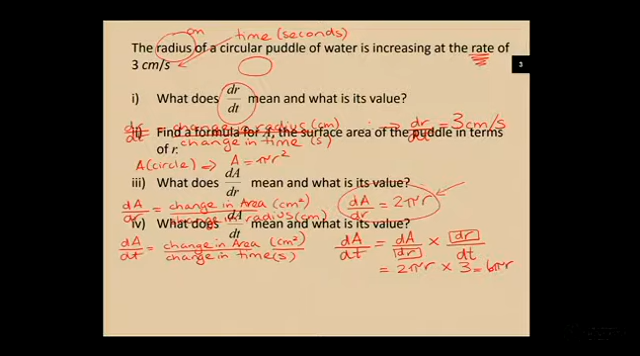 cm time (seconds)
The radius of a circular puddle of water is increasing at the rate of
3 cm/s
3
i) What does dr/dt mean and what is its value?
dr/dt = change in radius (cm) / change in time (s) → dr/dt = 3 cm/s
ii) Find a formula for A, the surface area of the puddle in terms
of r.
A (circle) ⇒ A = πr²
iii) What does dA/dr mean and what is its value?
dA/dr = change in Area (cm²) / change in radius (cm) dA/dr = 2πr
iv) What does dA/dt mean and what is its value?
dA/dt = change in Area (cm²) / change in time (s) dA/dt = dA/dr × dr/dt
= 2πr × 3 = 6πr